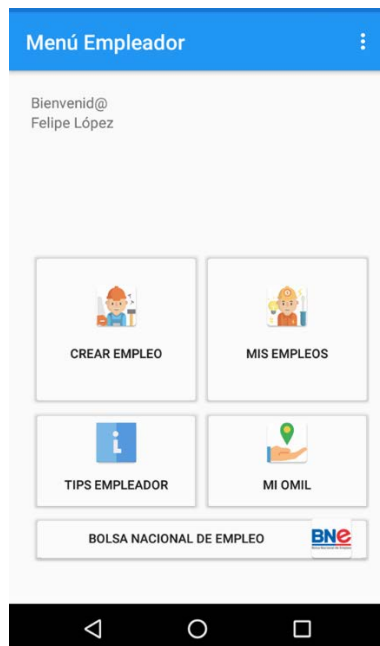 Menú Empleador
Bienvenid@
Felipe López
CREAR EMPLEO
MIS EMPLEOS
TIPS EMPLEADOR
MI OMIL
BOLSA NACIONAL DE EMPLEO
BNe